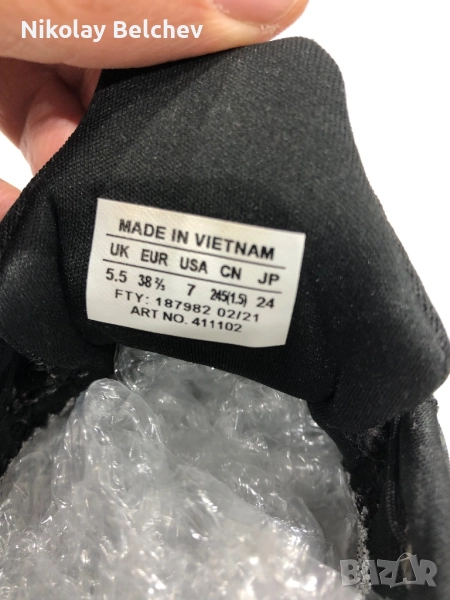 Nikolay Belchev
MADE IN VIETNAM
UK EUR USA CN JP
5.5 38⅔ 7 245(1.5) 24
FTY: 187982 02/21
ART NO. 411102
bazar